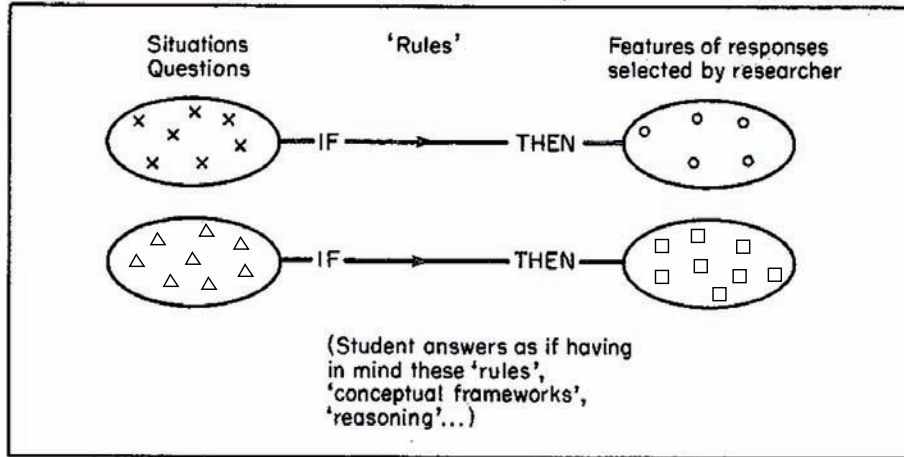 Situations
Questions
'Rules'
Features of responses
selected by researcher
IF
THEN
IF
THEN
(Student answers as if having
in mind these 'rules',
'conceptual frameworks',
'reasoning'...)